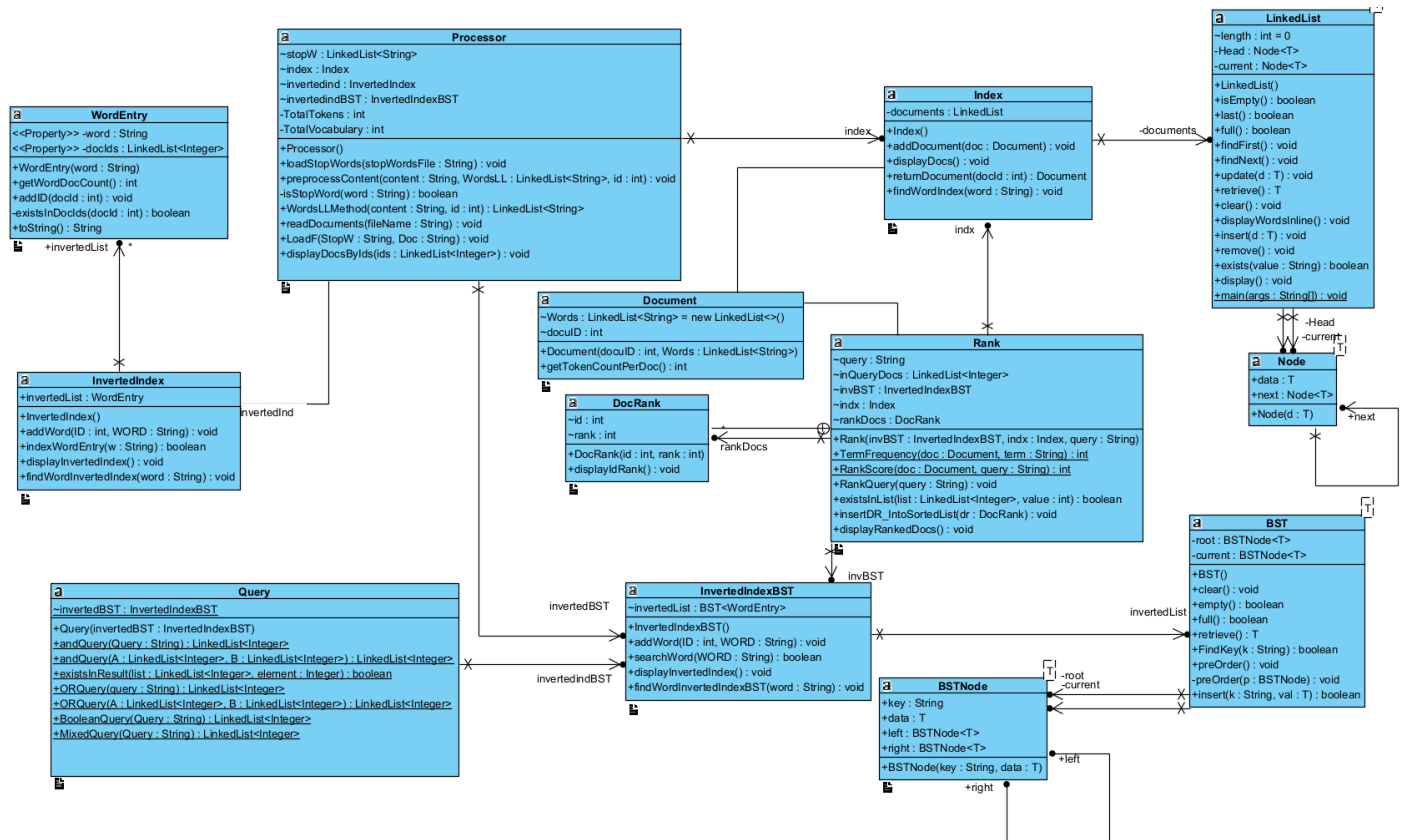 LinkedList
~length : int = 0
-Head : Node<T>
-current : Node<T>
+LinkedList()
+isEmpty() : boolean
+last() : boolean
+full() : boolean
+findFirst() : void
+findNext() : void
+update(d : T) : void
+retrieve() : T
+clear() : void
+displayWordsInline() : void
+insert(d : T) : void
+remove() : void
+exists(value : String) : boolean
+display() : void
+main(args : String[]) : void
Processor
~stopW : LinkedList<String>
~index : Index
~invertedind : InvertedIndex
~invertedindBST : InvertedIndexBST
-TotalTokens : int
-TotalVocabulary : int
+Processor()
+loadStopWords(stopWordsFile : String) : void
+preprocessContent(content : String, WordsLL : LinkedList<String>, id : int) : void
-isStopWord(word : String) : boolean
+WordsLLMethod(content : String, id : int) : LinkedList<String>
+readDocuments(fileName : String) : void
+LoadF(StopW : String, Doc : String) : void
+displayDocsByIds(ids : LinkedList<Integer>) : void
WordEntry
<<Property>> -word : String
<<Property>> -docIds : LinkedList<Integer>
+WordEntry(word : String)
+getWordDocCount() : int
+addID(docId : int) : void
-existsInDocIds(docId : int) : boolean
+toString() : String
+invertedList
*
Index
-documents : LinkedList
+Index()
+addDocument(doc : Document) : void
+displayDocs() : void
+returnDocument(docId : int) : Document
+findWordIndex(word : String) : void
index
-documents
indx
Document
~Words : LinkedList<String> = new LinkedList<>()
~docuID : int
+Document(docuID : int, Words : LinkedList<String>)
+getTokenCountPerDoc() : int
-Head
-current
T
Node
+data : T
+next : Node<T>
+Node(d : T)
+next
Rank
~query : String
~inQueryDocs : LinkedList<Integer>
~invBST : InvertedIndexBST
~indx : Index
~rankDocs : DocRank
+Rank(invBST : InvertedIndexBST, indx : Index, query : String)
+TermFrequency(doc : Document, term : String) : int
+RankScore(doc : Document, query : String) : int
+RankQuery(query : String) : void
+existsInList(list : LinkedList<Integer>, value : int) : boolean
+insertDR_IntoSortedList(dr : DocRank) : void
+displayRankedDocs() : void
InvertedIndex
+invertedList : WordEntry
+InvertedIndex()
+addWord(ID : int, WORD : String) : void
+indexWordEntry(w : String) : boolean
+displayInvertedIndex() : void
+findWordInvertedIndex(word : String) : void
invertedInd
DocRank
~id : int
~rank : int
+DocRank(id : int, rank : int)
+displayIdRank() : void
*
rankDocs
T
BST
-root : BSTNode<T>
-current : BSTNode<T>
+BST()
+clear() : void
+empty() : boolean
+full() : boolean
+retrieve() : T
+FindKey(k : String) : boolean
+preOrder() : void
-preOrder(p : BSTNode) : void
+insert(k : String, val : T) : boolean
invBST
Query
~invertedBST : InvertedIndexBST
+Query(invertedBST : InvertedIndexBST)
+andQuery(Query : String) : LinkedList<Integer>
+andQuery(A : LinkedList<Integer>, B : LinkedList<Integer>) : LinkedList<Integer>
+existsInResult(list : LinkedList<Integer>, element : Integer) : boolean
+ORQuery(query : String) : LinkedList<Integer>
+ORQuery(A : LinkedList<Integer>, B : LinkedList<Integer>) : LinkedList<Integer>
+BooleanQuery(Query : String) : LinkedList<Integer>
+MixedQuery(Query : String) : LinkedList<Integer>
invertedBST
invertedindBST
InvertedIndexBST
~invertedList : BST<WordEntry>
+InvertedIndexBST()
+addWord(ID : int, WORD : String) : void
+searchWord(WORD : String) : boolean
+displayInvertedIndex() : void
+findWordInvertedIndexBST(word : String) : void
invertedList
T
-root
-current
BSTNode
+key : String
+data : T
+left : BSTNode<T>
+right : BSTNode<T>
+BSTNode(key : String, data : T)
+left
+right